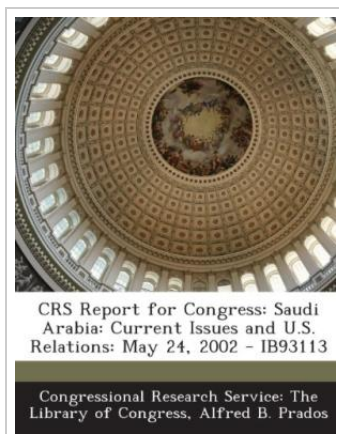 CRS Report for Congress: Saudi
Arabia: Current Issues and U.S.
Relations: May 24, 2002 - IB93113
Congressional Research Service: The
Library of Congress, Alfred B. Prados